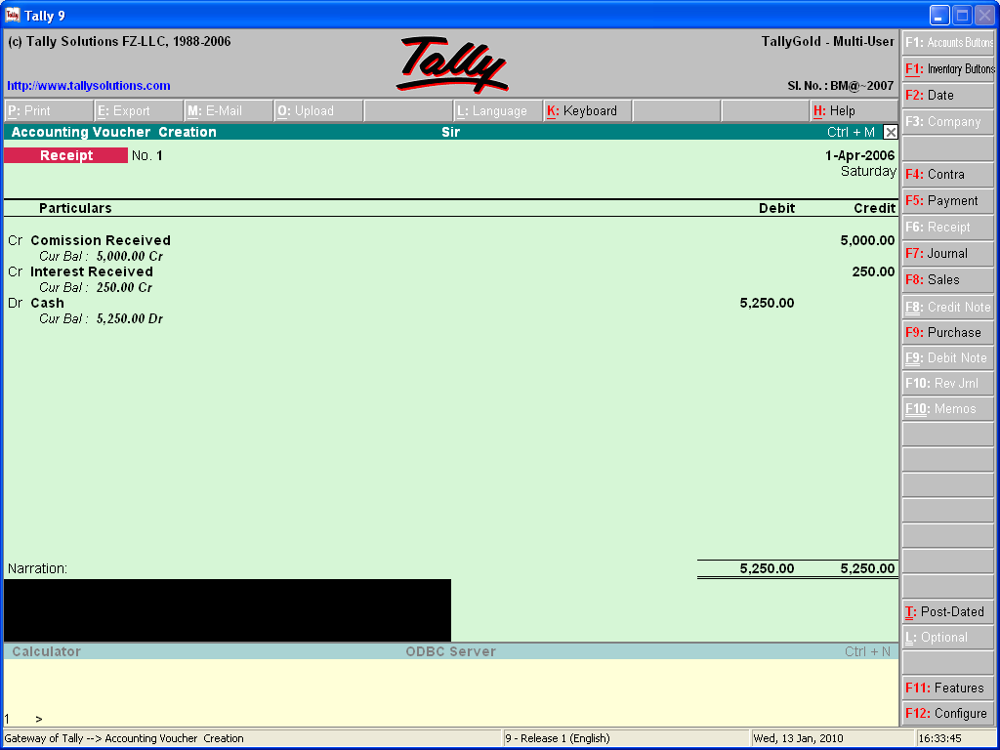 Tally 9
(c) Tally Solutions FZ-LLC, 1988-2006
Tally
TallyGold - Multi-User
http://www.tallysolutions.com
Sl. No. : BM@~2007
P: Print E: Export M: E-Mail O: Upload L: Language K: Keyboard H: Help
Accounting Voucher Creation Sir Ctrl + M
Receipt No. 1 1-Apr-2006
Saturday
Particulars Debit Credit
Cr Comission Received 5,000.00
Cur Bal : 5,000.00 Cr
Cr Interest Received 250.00
Cur Bal : 250.00 Cr
Dr Cash 5,250.00
Cur Bal : 5,250.00 Dr
Narration: 5,250.00 5,250.00
Calculator ODBC Server Ctrl + N
1 >
F1: Accounts Buttons
F1: Inventory Buttons
F2: Date
F3: Company
F4: Contra
F5: Payment
F6: Receipt
F7: Journal
F8: Sales
F8: Credit Note
F9: Purchase
F9: Debit Note
F10: Rev Jrnl
F10: Memos
T: Post-Dated
L: Optional
F11: Features
F12: Configure
Gateway of Tally --> Accounting Voucher Creation 9 - Release 1 (English) Wed, 13 Jan, 2010 16:33:45